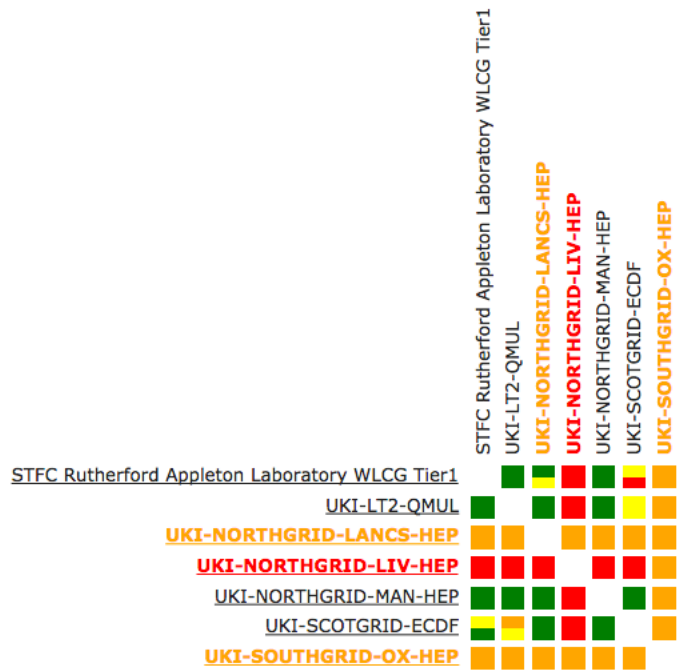 STFC Rutherford Appleton Laboratory WLCG Tier1
UKI-LT2-QMUL
UKI-NORTHGRID-LANCS-HEP
UKI-NORTHGRID-LIV-HEP
UKI-NORTHGRID-MAN-HEP
UKI-SCOTGRID-ECDF
UKI-SOUTHGRID-OX-HEP
STFC Rutherford Appleton Laboratory WLCG Tier1
UKI-LT2-QMUL
UKI-NORTHGRID-LANCS-HEP
UKI-NORTHGRID-LIV-HEP
UKI-NORTHGRID-MAN-HEP
UKI-SCOTGRID-ECDF
UKI-SOUTHGRID-OX-HEP